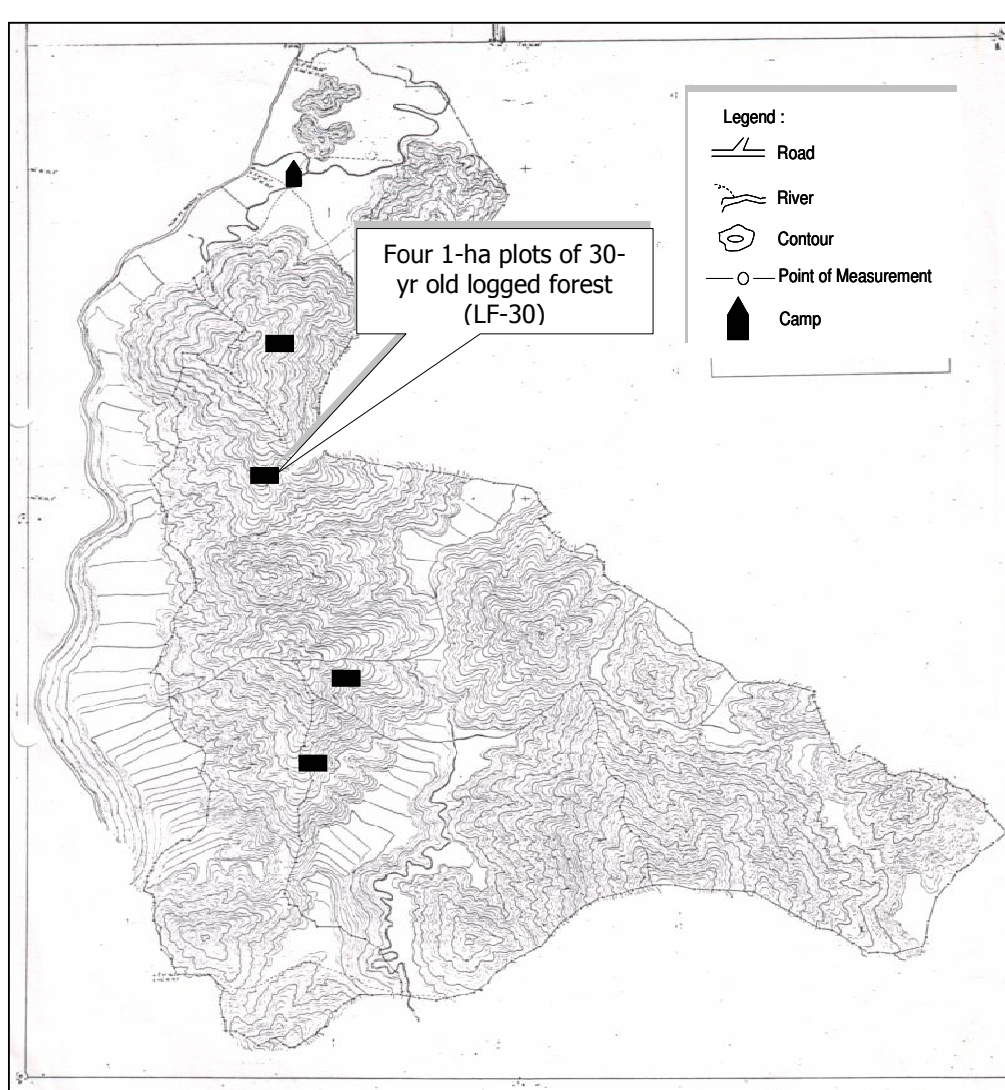 Legend :
Road
River
Contour
Point of Measurement
Camp
Four 1-ha plots of 30-
yr old logged forest
(LF-30)